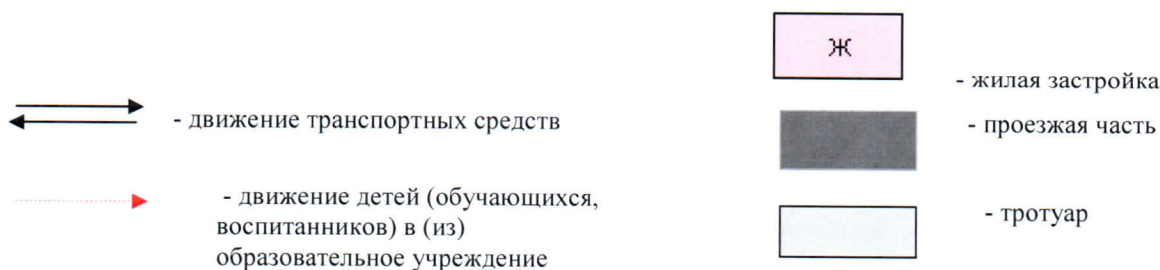 Ж
- жилая застройка
- движение транспортных средств
- проезжая часть
- движение детей (обучающихся,
воспитанников) в (из)
образовательное учреждение
- тротуар